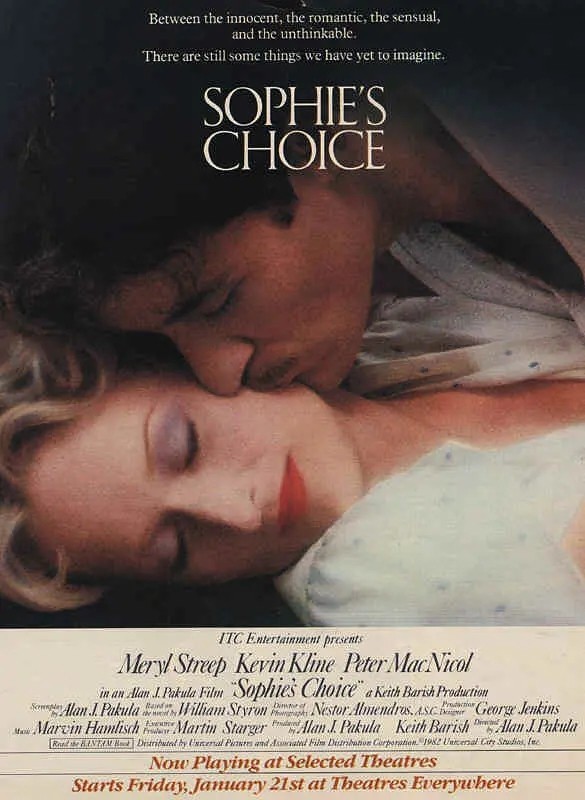 Between the innocent, the romantic, the sensual,
and the unthinkable.
There are still some things we have yet to imagine.
SOPHIE'S
CHOICE
ITC Entertainment presents
Meryl Streep Kevin Kline Peter MacNicol
in an Alan J. Pakula Film "Sophie's Choice" a Keith Barish Production
Screenplay by Alan J. Pakula Based on the novel by William Styron Director of Photography Nestor Almendros, A.S.C. Production Designer George Jenkins
Music Marvin Hamlisch Executive Producer Martin Starger Produced by Alan J. Pakula Keith Barish Directed by Alan J. Pakula
Read the BANTAM Book Distributed by Universal Pictures and Associated Film Distribution Corporation. ©1982 Universal City Studios, Inc.
Now Playing at Selected Theatres
Starts Friday, January 21st at Theatres Everywhere